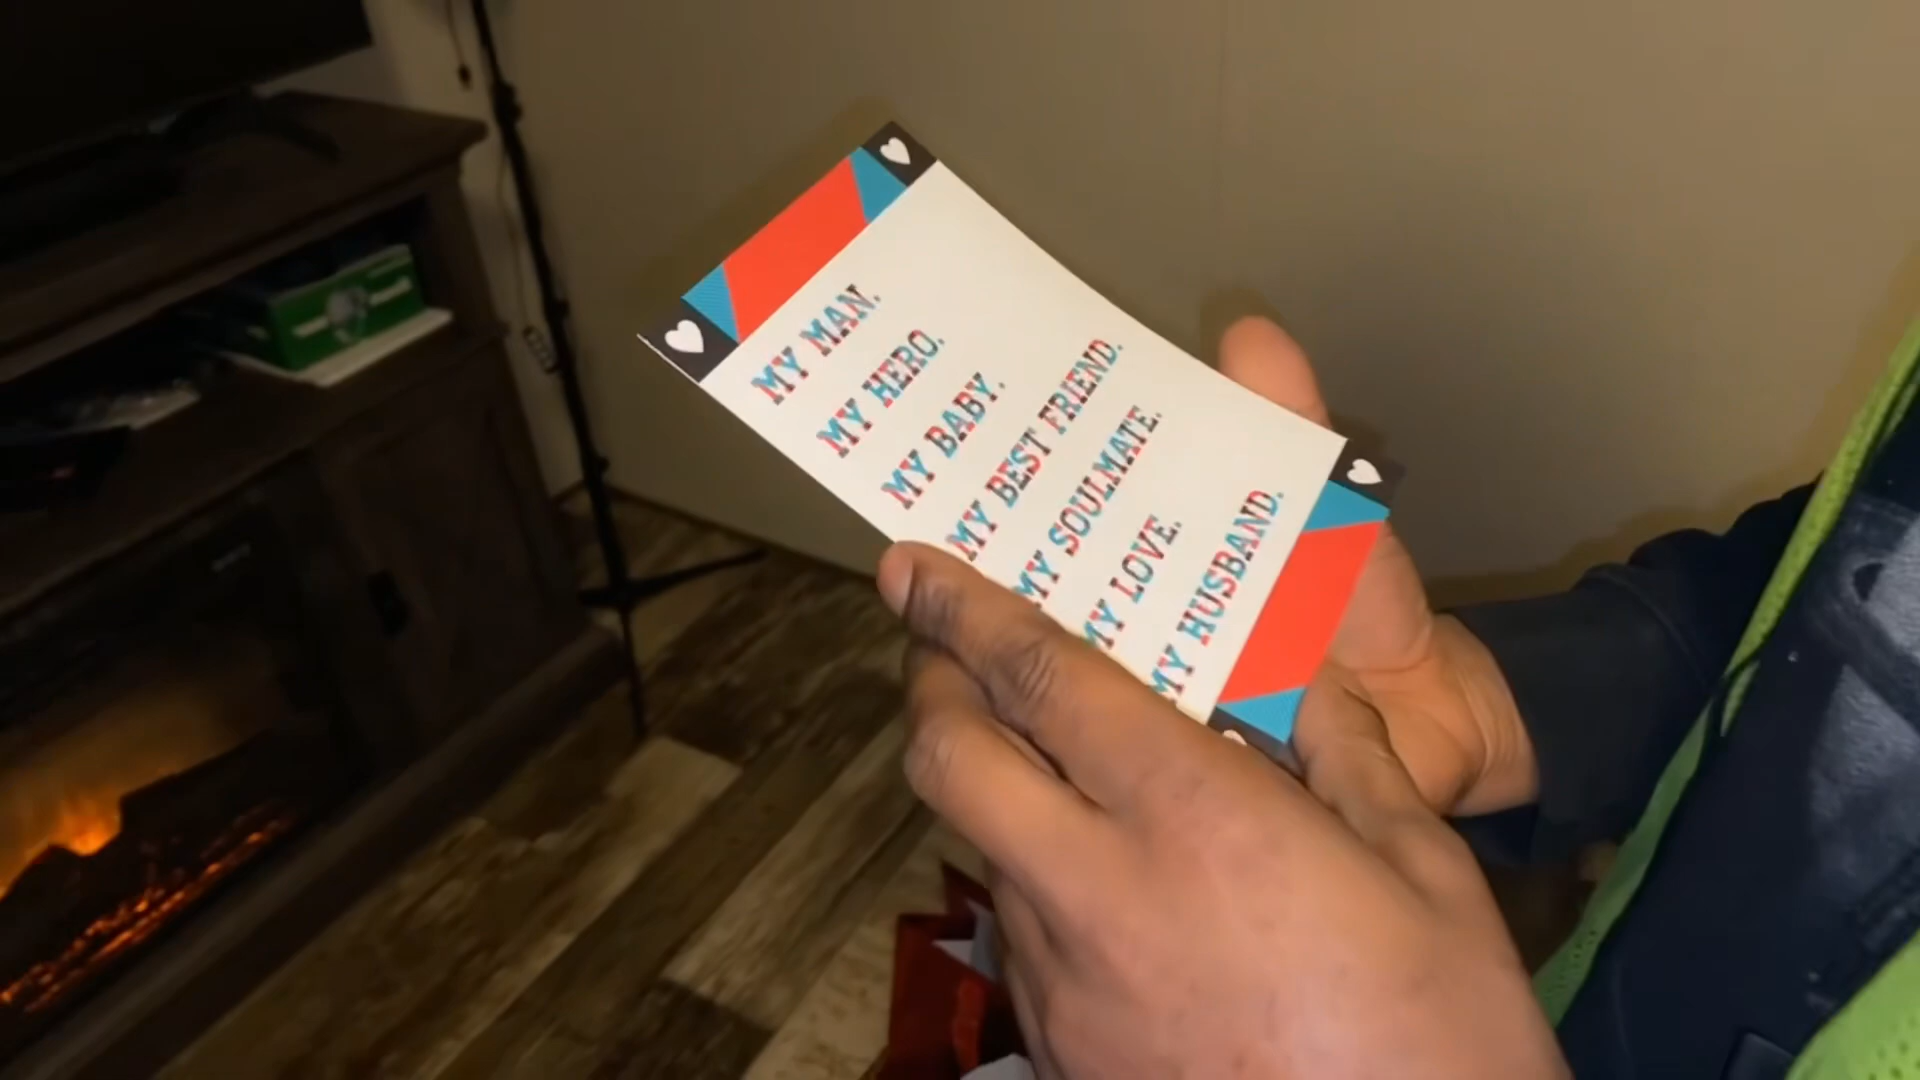 MY MAN.
MY HERO.
MY BABY.
MY BEST FRIEND.
MY SOULMATE.
MY LOVE.
MY HUSBAND.